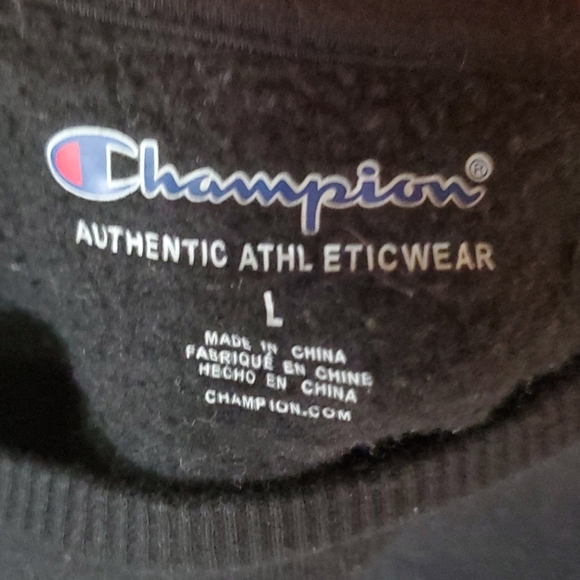 Champion®
AUTHENTIC ATHL ETICWEAR
L
MADE IN CHINA
FABRIQUÉ EN CHINE
HECHO EN CHINA
CHAMPION.COM